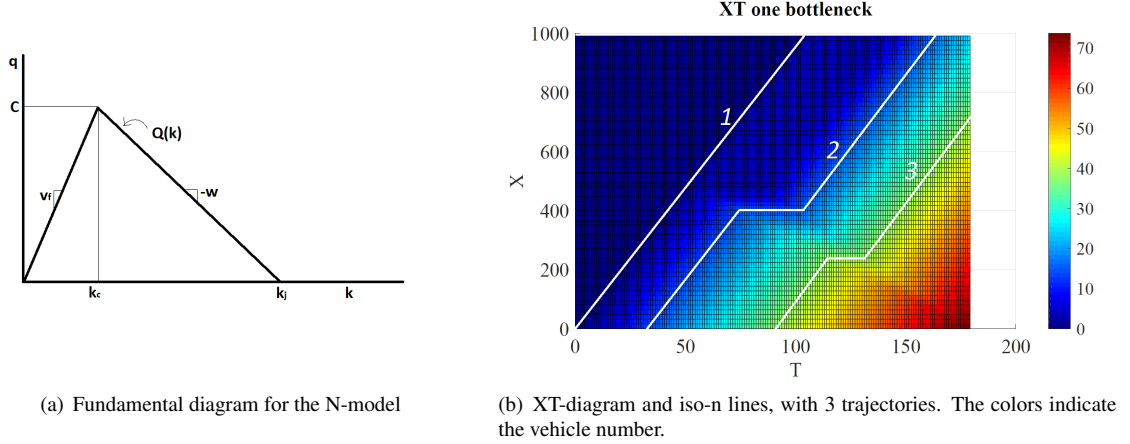 q
C
Q(k)
vf
-w
kc
kj
k
(a) Fundamental diagram for the N-model
XT one bottleneck
1000
800
600
400
200
0
X
1
2
3
0
50
100
150
200
T
70
60
50
40
30
20
10
0
(b) XT-diagram and iso-n lines, with 3 trajectories. The colors indicate
the vehicle number.